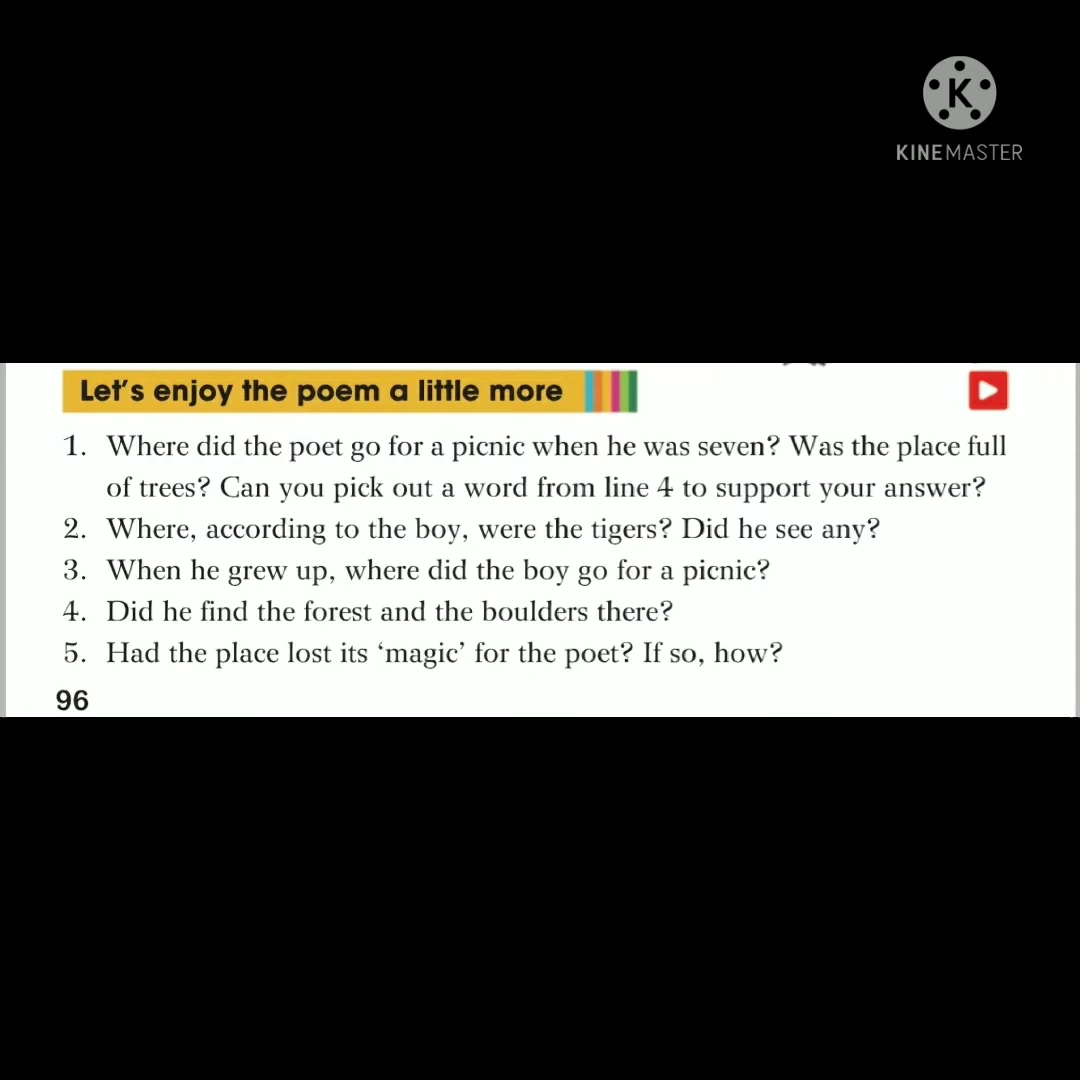 K
KINEMASTER
Let's enjoy the poem a little more
1. Where did the poet go for a picnic when he was seven? Was the place full
of trees? Can you pick out a word from line 4 to support your answer?
2. Where, according to the boy, were the tigers? Did he see any?
3. When he grew up, where did the boy go for a picnic?
4. Did he find the forest and the boulders there?
5. Had the place lost its ‘magic’ for the poet? If so, how?
96